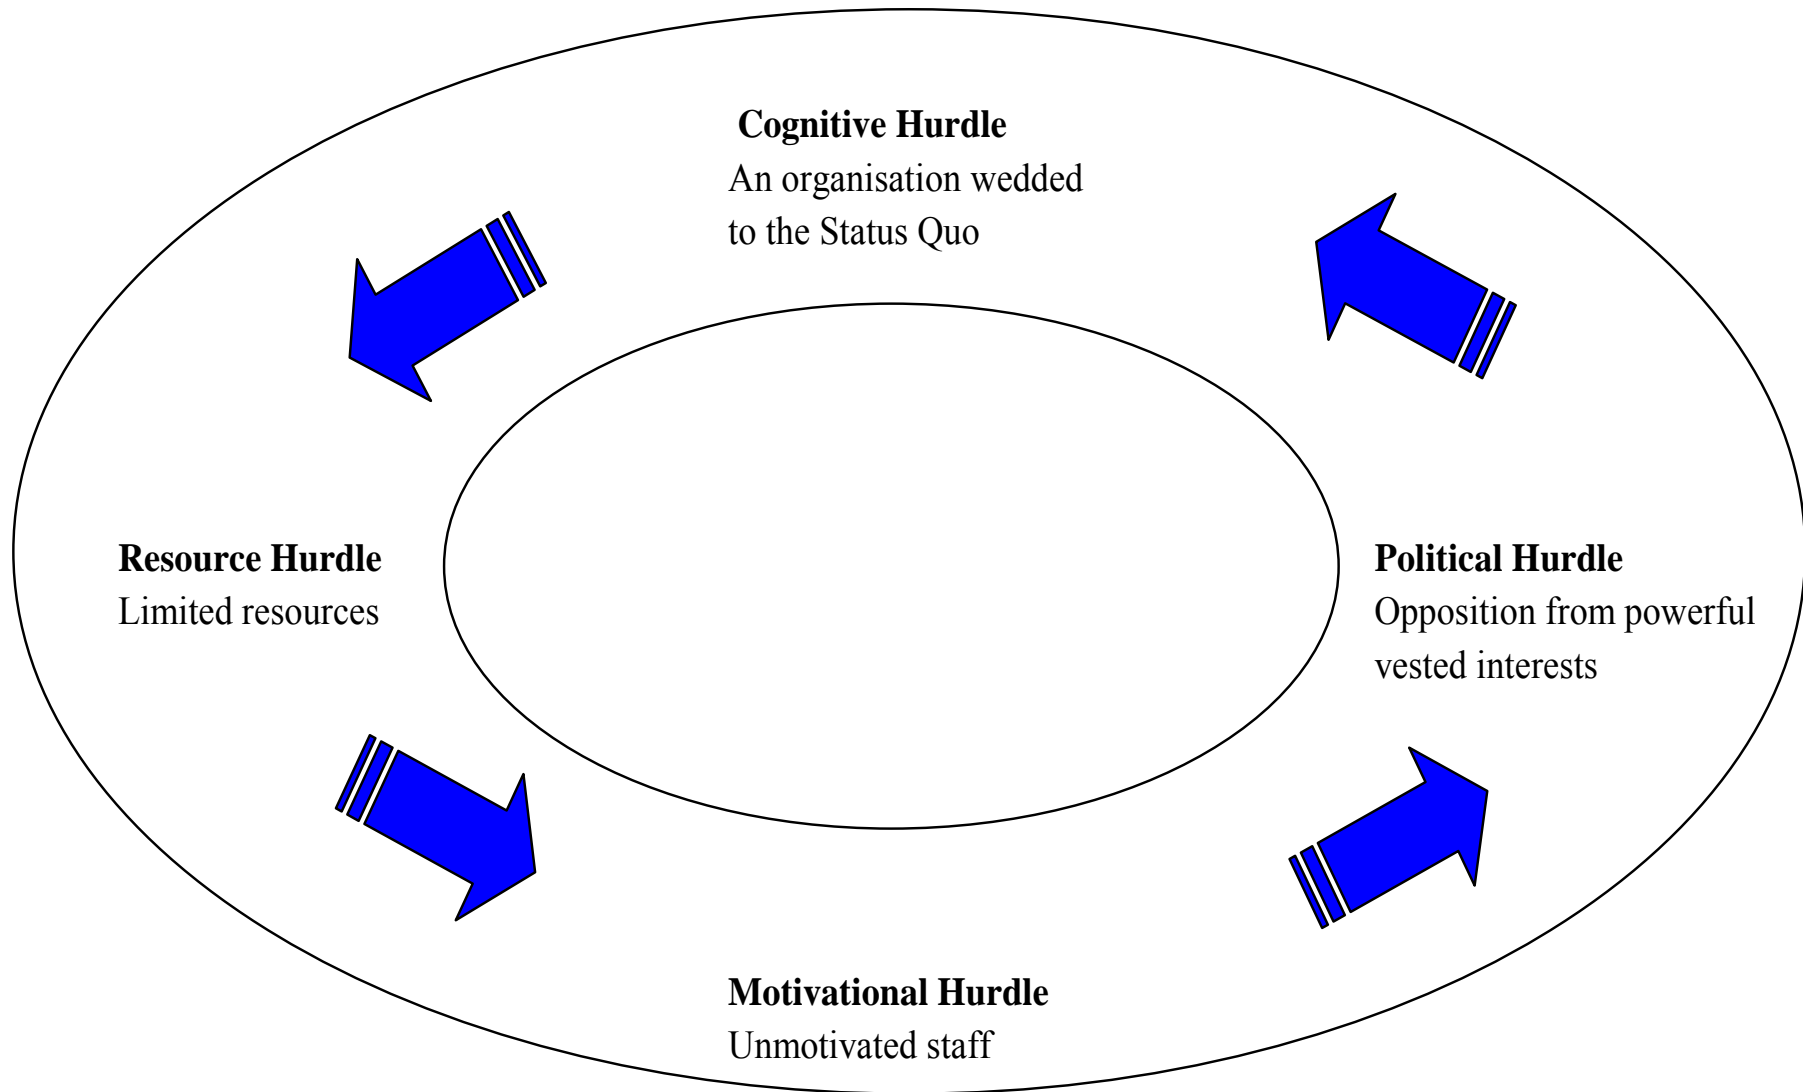 Cognitive Hurdle
An organisation wedded
to the Status Quo
Resource Hurdle
Limited resources
Political Hurdle
Opposition from powerful
vested interests
Motivational Hurdle
Unmotivated staff